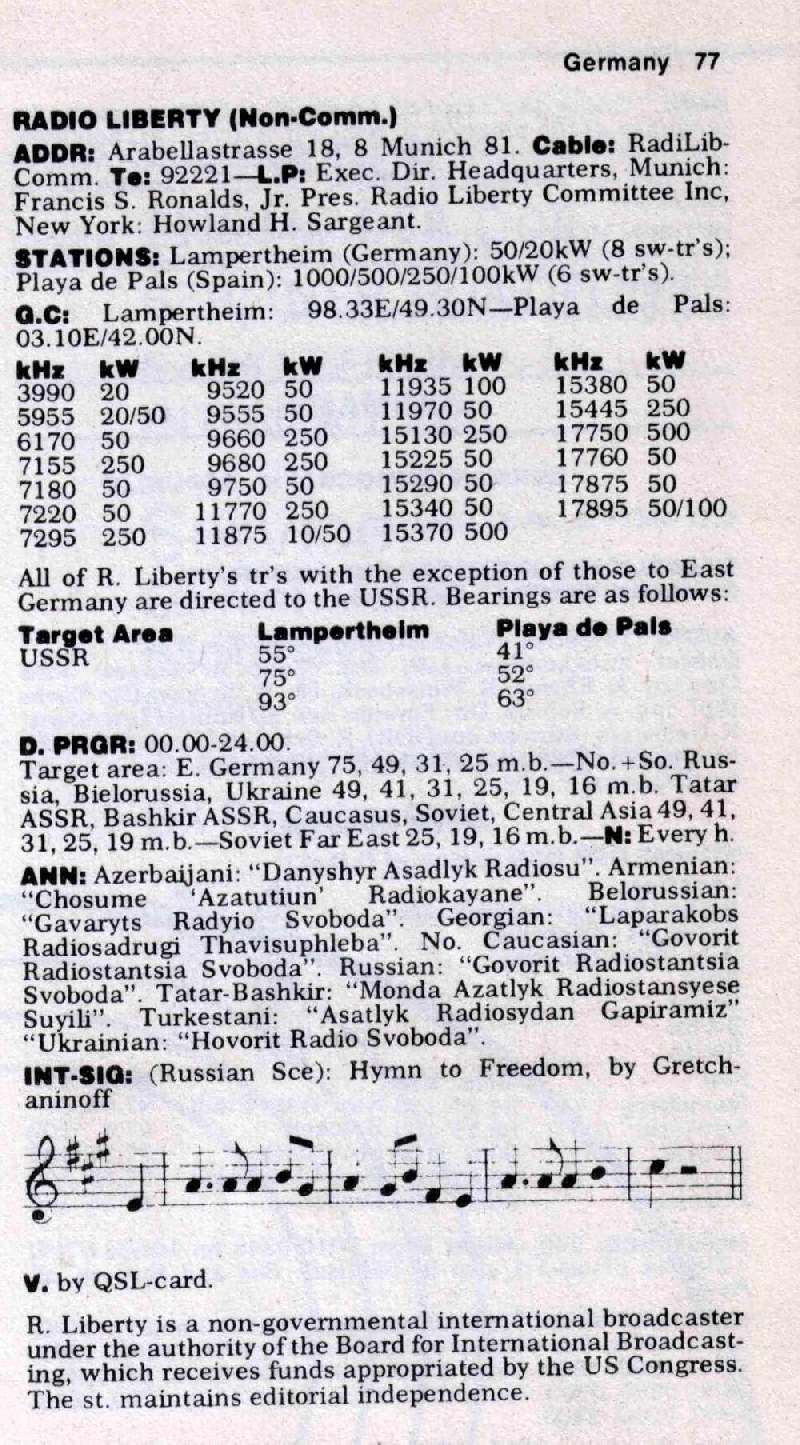 Germany 77
RADIO LIBERTY (Non-Comm.)
ADDR: Arabellastrasse 18, 8 Munich 81. Cable: RadiLib-
Comm. Te: 92221—L.P: Exec. Dir. Headquarters, Munich:
Francis S. Ronalds, Jr. Pres. Radio Liberty Committee Inc,
New York: Howland H. Sargeant.
STATIONS: Lampertheim (Germany): 50/20kW (8 sw-tr's);
Playa de Pals (Spain): 1000/500/250/100kW (6 sw-tr's).
G.C: Lampertheim: 98.33E/49.30N—Playa de Pals:
03.10E/42.00N.
kHz kW kHz kW kHz kW kHz kW
3990 20 9520 50 11935 100 15380 50
5955 20/50 9555 50 11970 50 15445 250
6170 50 9660 250 15130 250 17750 500
7155 250 9680 250 15225 50 17760 50
7180 50 9750 50 15290 50 17875 50
7220 50 11770 250 15340 50 17895 50/100
7295 250 11875 10/50 15370 500
All of R. Liberty's tr's with the exception of those to East
Germany are directed to the USSR. Bearings are as follows:
Target Area Lampertheim Playa de Pals
USSR 55° 41°
75° 52°
93° 63°
D. PRGR: 00.00-24.00.
Target area: E. Germany 75, 49, 31, 25 m.b.—No.+So. Rus-
sia, Bielorussia, Ukraine 49, 41, 31, 25, 19, 16 m.b. Tatar
ASSR, Bashkir ASSR, Caucasus, Soviet, Central Asia 49, 41,
31, 25, 19 m.b.—Soviet Far East 25, 19, 16 m.b.—N: Every h.
ANN: Azerbaijani: “Danyshyr Asadlyk Radiosu”. Armenian:
“Chosume ‘Azatutiun’ Radiokayane”. Belorussian:
“Gavaryts Radyio Svoboda”. Georgian: “Laparakobs
Radiosadrugi Thavisuphleba”. No. Caucasian: “Govorit
Radiostantsia Svoboda”. Russian: “Govorit Radiostantsia
Svoboda”. Tatar-Bashkir: “Monda Azatlyk Radiostansyese
Suyili”. Turkestani: “Asatlyk Radiosydan Gapiramiz”
“Ukrainian: “Hovorit Radio Svoboda”.
INT-SIG: (Russian Sce): Hymn to Freedom, by Gretch-
aninoff
V. by QSL-card.
R. Liberty is a non-governmental international broadcaster
under the authority of the Board for International Broadcast-
ing, which receives funds appropriated by the US Congress.
The st. maintains editorial independence.